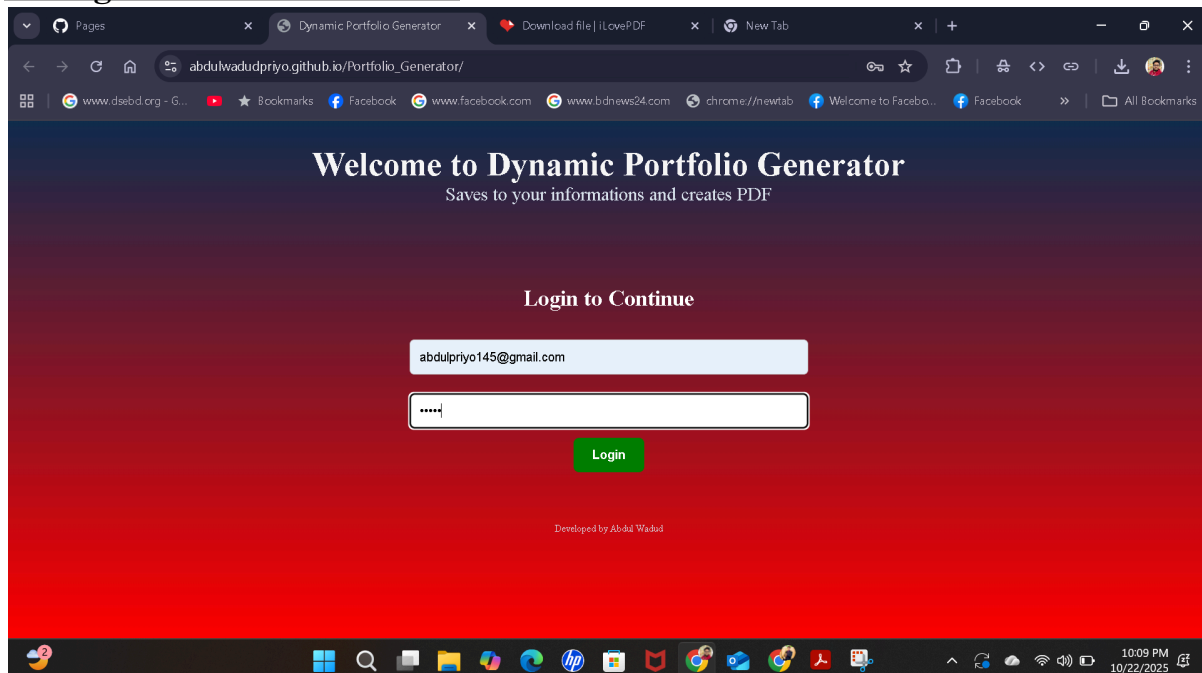 Pages
Dynamic Portfolio Generator
Download file | iLovePDF
New Tab
abdulwadudpriyo.github.io/Portfolio_Generator/
www.dsebd.org - G...
Bookmarks
Facebook
www.facebook.com
www.bdnews24.com
chrome://newtab
Welcome to Facebo...
Facebook
»
All Bookmarks
Welcome to Dynamic Portfolio Generator
Saves to your informations and creates PDF
Login to Continue
abdulpriyo145@gmail.com
•••••
Login
Developed by Abdul Wadud
2
hp
10:09 PM
10/22/2025